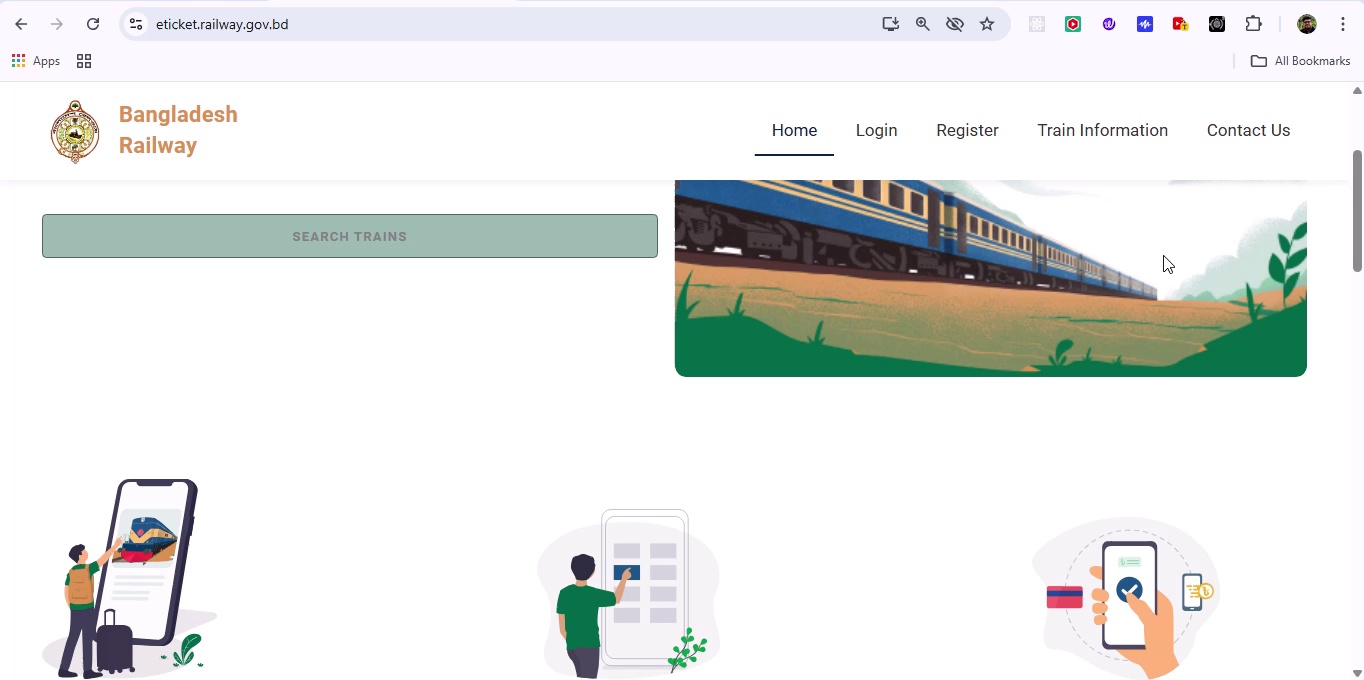 eticket.railway.gov.bd
Apps
All Bookmarks
Bangladesh
Railway
Home
Login
Register
Train Information
Contact Us
SEARCH TRAINS